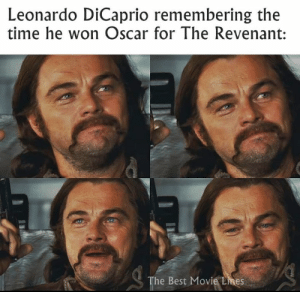 Leonardo DiCaprio remembering the
time he won Oscar for The Revenant:
The Best Movie Lines